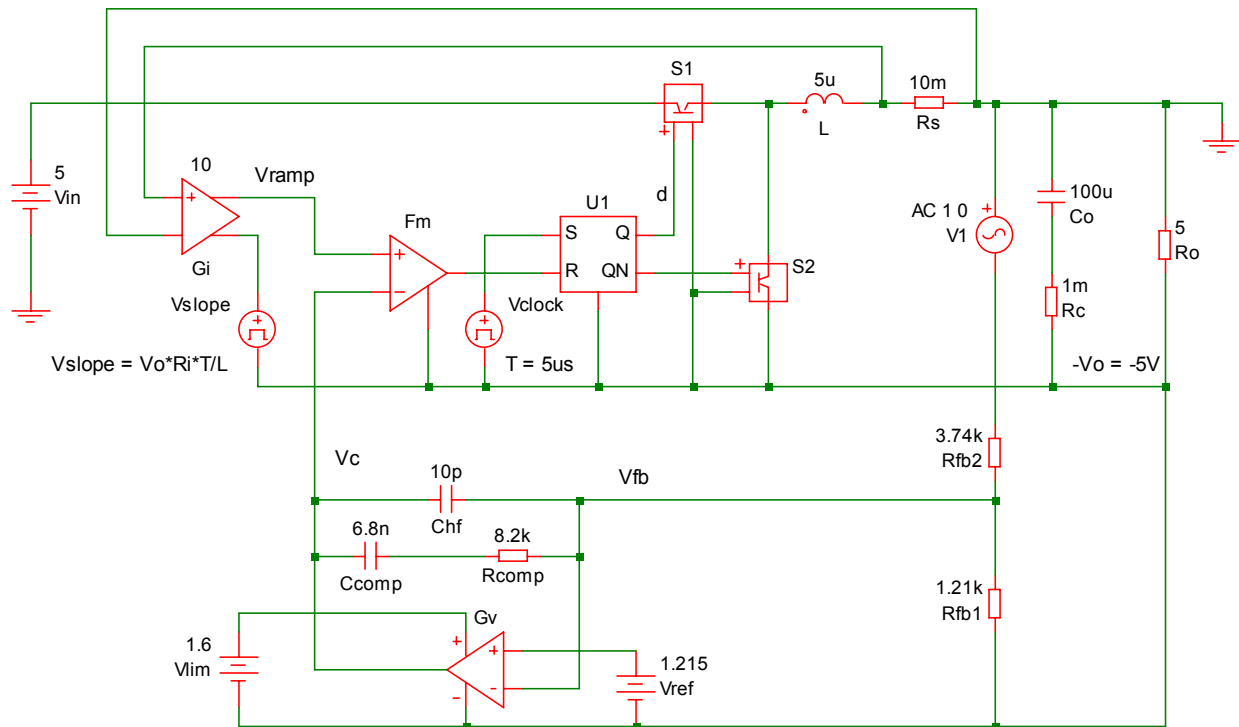 S1
5u
L
10m
Rs
5
Vin
10
Vramp
Gi
d
U1
Fm
S
Q
R
QN
S2
AC 1 0
V1
100u
Co
5
Ro
1m
Rc
Vslope
Vclock
Vslope = Vo*Ri*T/L
T = 5us
-Vo = -5V
3.74k
Rfb2
Vc
10p
Chf
Vfb
6.8n
Ccomp
8.2k
Rcomp
1.21k
Rfb1
Gv
1.6
Vlim
1.215
Vref